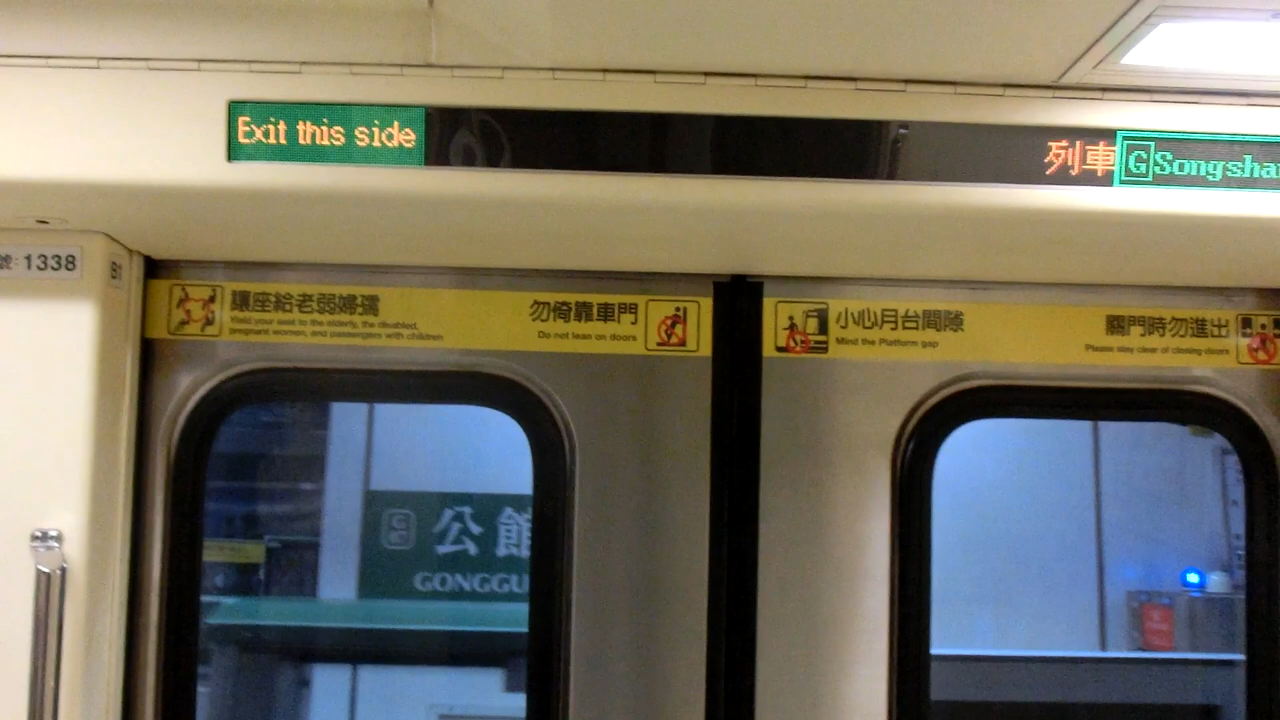 Exit this side
列車
G Songsha
號:1338
B1
讓座給老弱婦孺
Yield your seat to the elderly, the disabled,
pregnant women, and passengers with children
勿倚靠車門
Do not lean on doors
小心月台間隙
Mind the Platform gap
關門時勿進出
Please stay clear of closing doors
G
公館
GONGGU